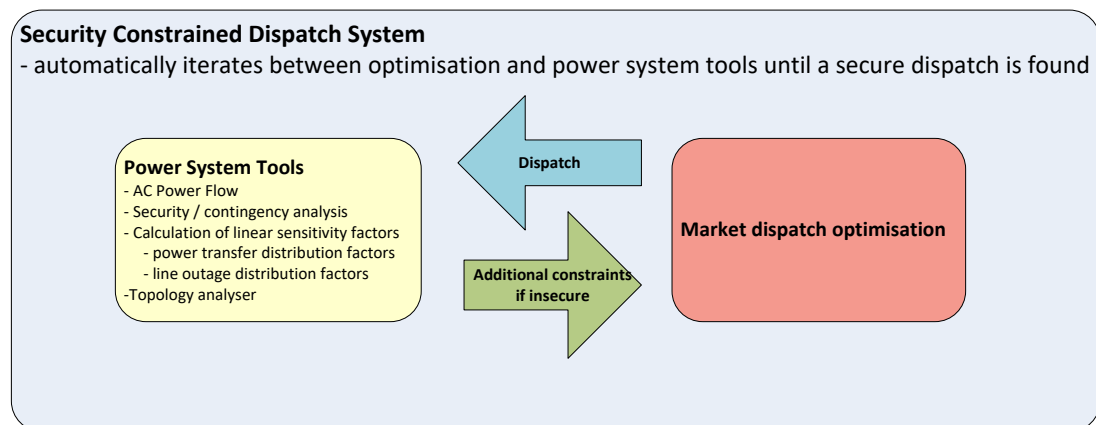 Security Constrained Dispatch System
- automatically iterates between optimisation and power system tools until a secure dispatch is found
Power System Tools
- AC Power Flow
- Security / contingency analysis
- Calculation of linear sensitivity factors
- power transfer distribution factors
- line outage distribution factors
-Topology analyser
Dispatch
Additional constraints
if insecure
Market dispatch optimisation